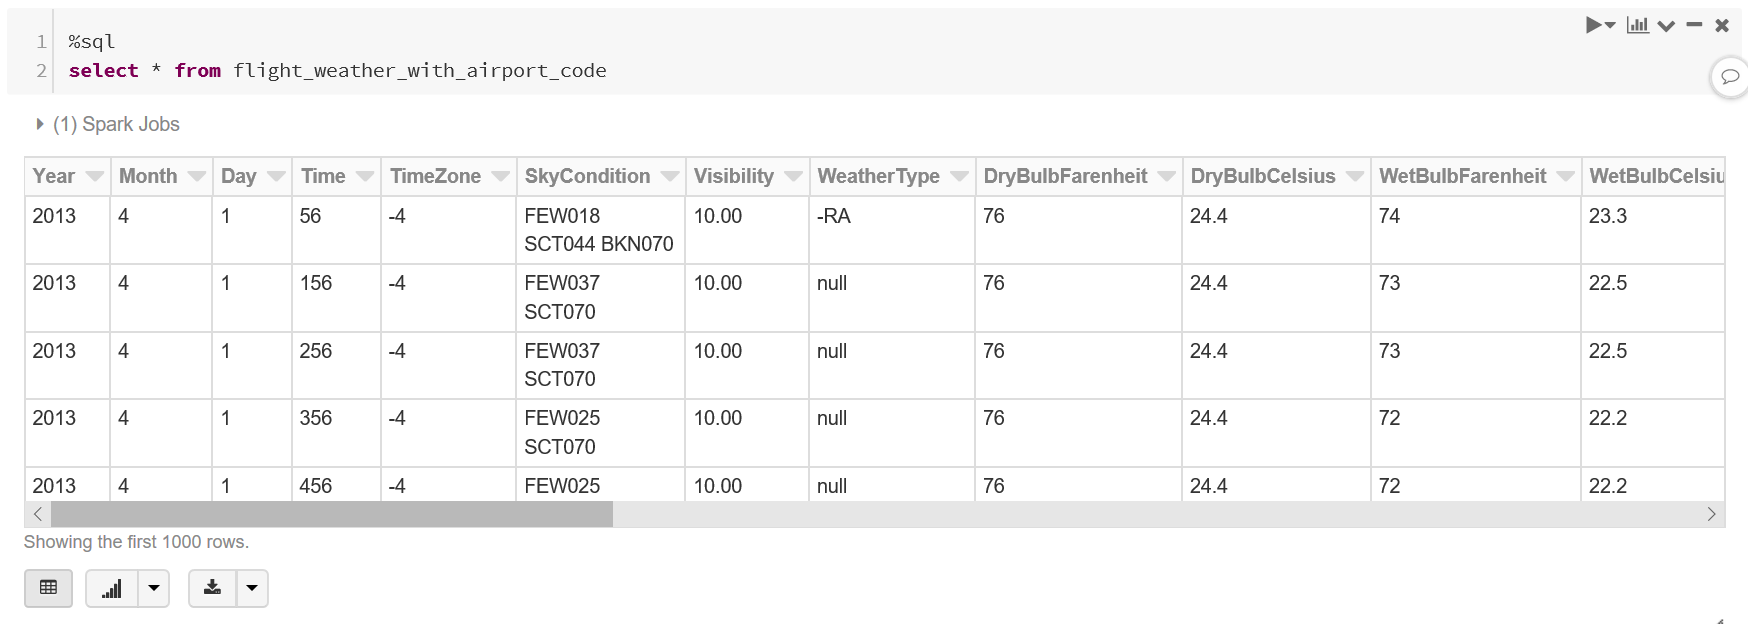 1 %sql
2 select * from flight_weather_with_airport_code
(1) Spark Jobs
Year Month Day Time TimeZone SkyCondition Visibility WeatherType DryBulbFarenheit DryBulbCelsius WetBulbFarenheit WetBulbCelsiu
2013 4 1 56 -4 FEW018 10.00 -RA 76 24.4 74 23.3
SCT044 BKN070
2013 4 1 156 -4 FEW037 10.00 null 76 24.4 73 22.5
SCT070
2013 4 1 256 -4 FEW037 10.00 null 76 24.4 73 22.5
SCT070
2013 4 1 356 -4 FEW025 10.00 null 76 24.4 72 22.2
SCT070
2013 4 1 456 -4 FEW025 10.00 null 76 24.4 72 22.2
Showing the first 1000 rows.